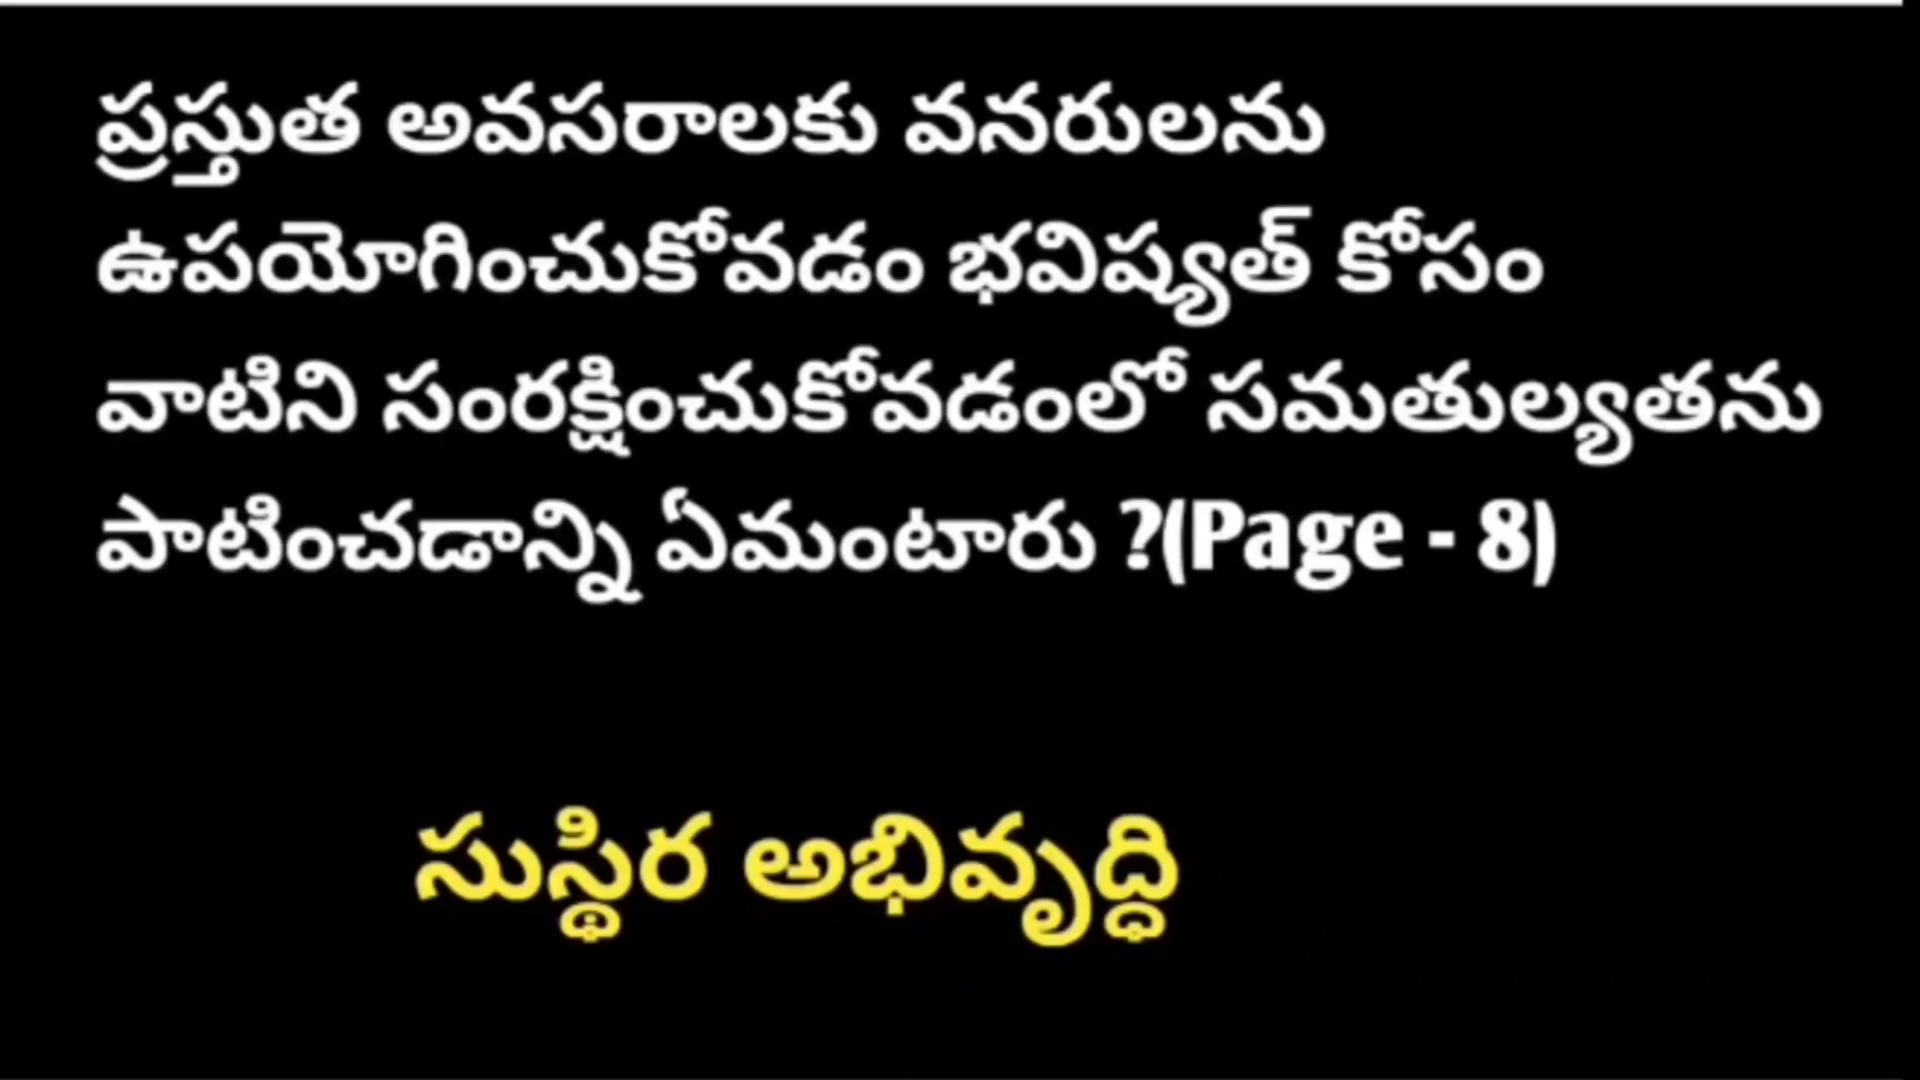 ప్రస్తుత అవసరాలకు వనరులను
ఉపయోగించుకోవడం భవిష్యత్ కోసం
వాటిని సంరక్షించుకోవడంలో సమతుల్యతను
పాటించడాన్ని ఏమంటారు ?(Page - 8)
సుస్థిర అభివృద్ధి